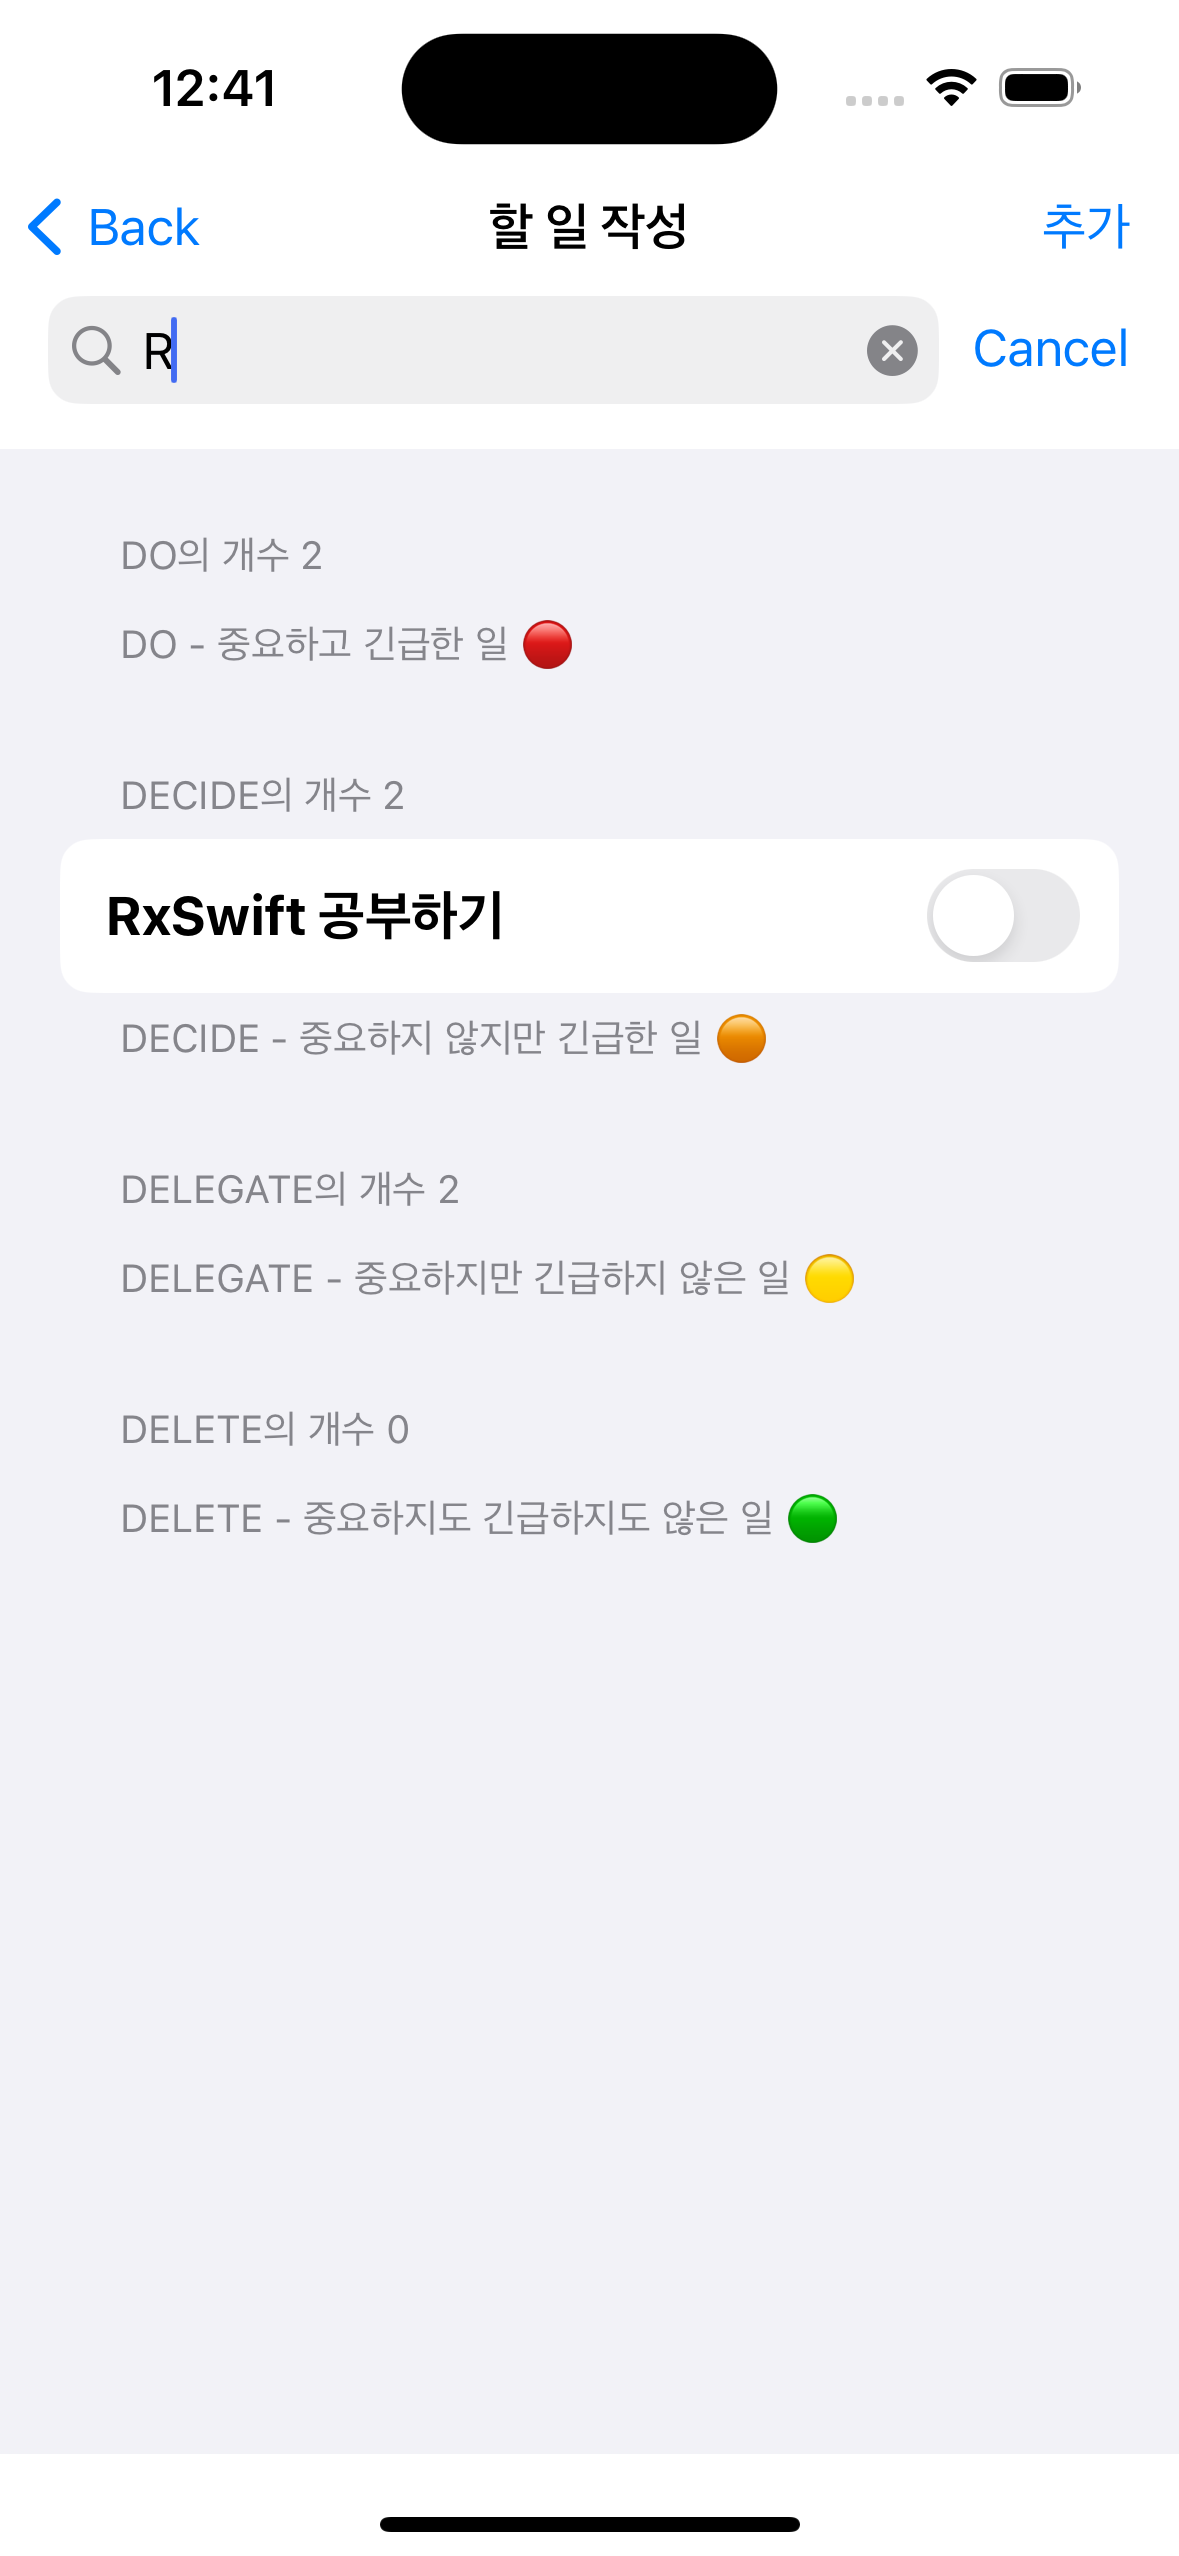 12:41
Back
할 일 작성
추가
R
Cancel
DO의 개수 2
DO - 중요하고 긴급한 일 🔴
DECIDE의 개수 2
RxSwift 공부하기
DECIDE - 중요하지 않지만 긴급한 일 🟠
DELEGATE의 개수 2
DELEGATE - 중요하지만 긴급하지 않은 일 🟡
DELETE의 개수 0
DELETE - 중요하지도 긴급하지도 않은 일 🟢